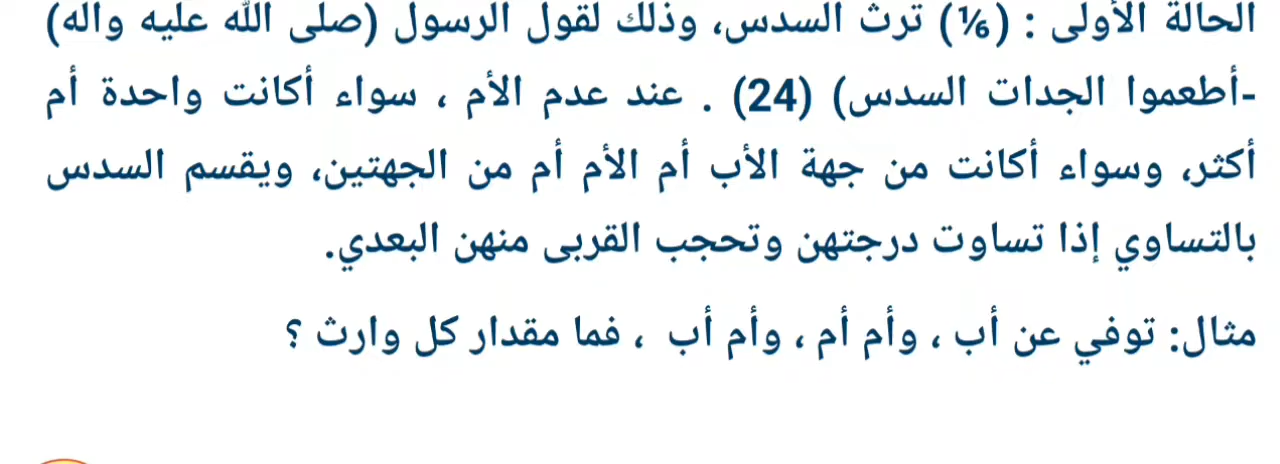 الحالة الأولى : (⅙) ترث السدس، وذلك لقول الرسول (صلى الله عليه واله)
-أطعموا الجدات السدس) (24) . عند عدم الأم ، سواء أكانت واحدة أم
أكثر، وسواء أكانت من جهة الأب أم الأم أم من الجهتين، ويقسم السدس
بالتساوي إذا تساوت درجتهن وتحجب القربى منهن البعدي.
مثال: توفي عن أب ، وأم أم ، وأم أب ، فما مقدار كل وارث ؟